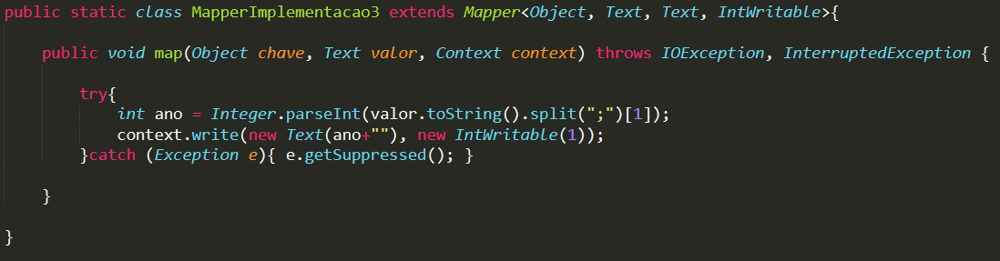 public static class MapperImplementacao3 extends Mapper<Object, Text, Text, IntWritable>{
public void map(Object chave, Text valor, Context context) throws IOException, InterruptedException {
try{
int ano = Integer.parseInt(valor.toString().split(";")[1]);
context.write(new Text(ano+""), new IntWritable(1));
}catch (Exception e){ e.getSuppressed(); }
}
}